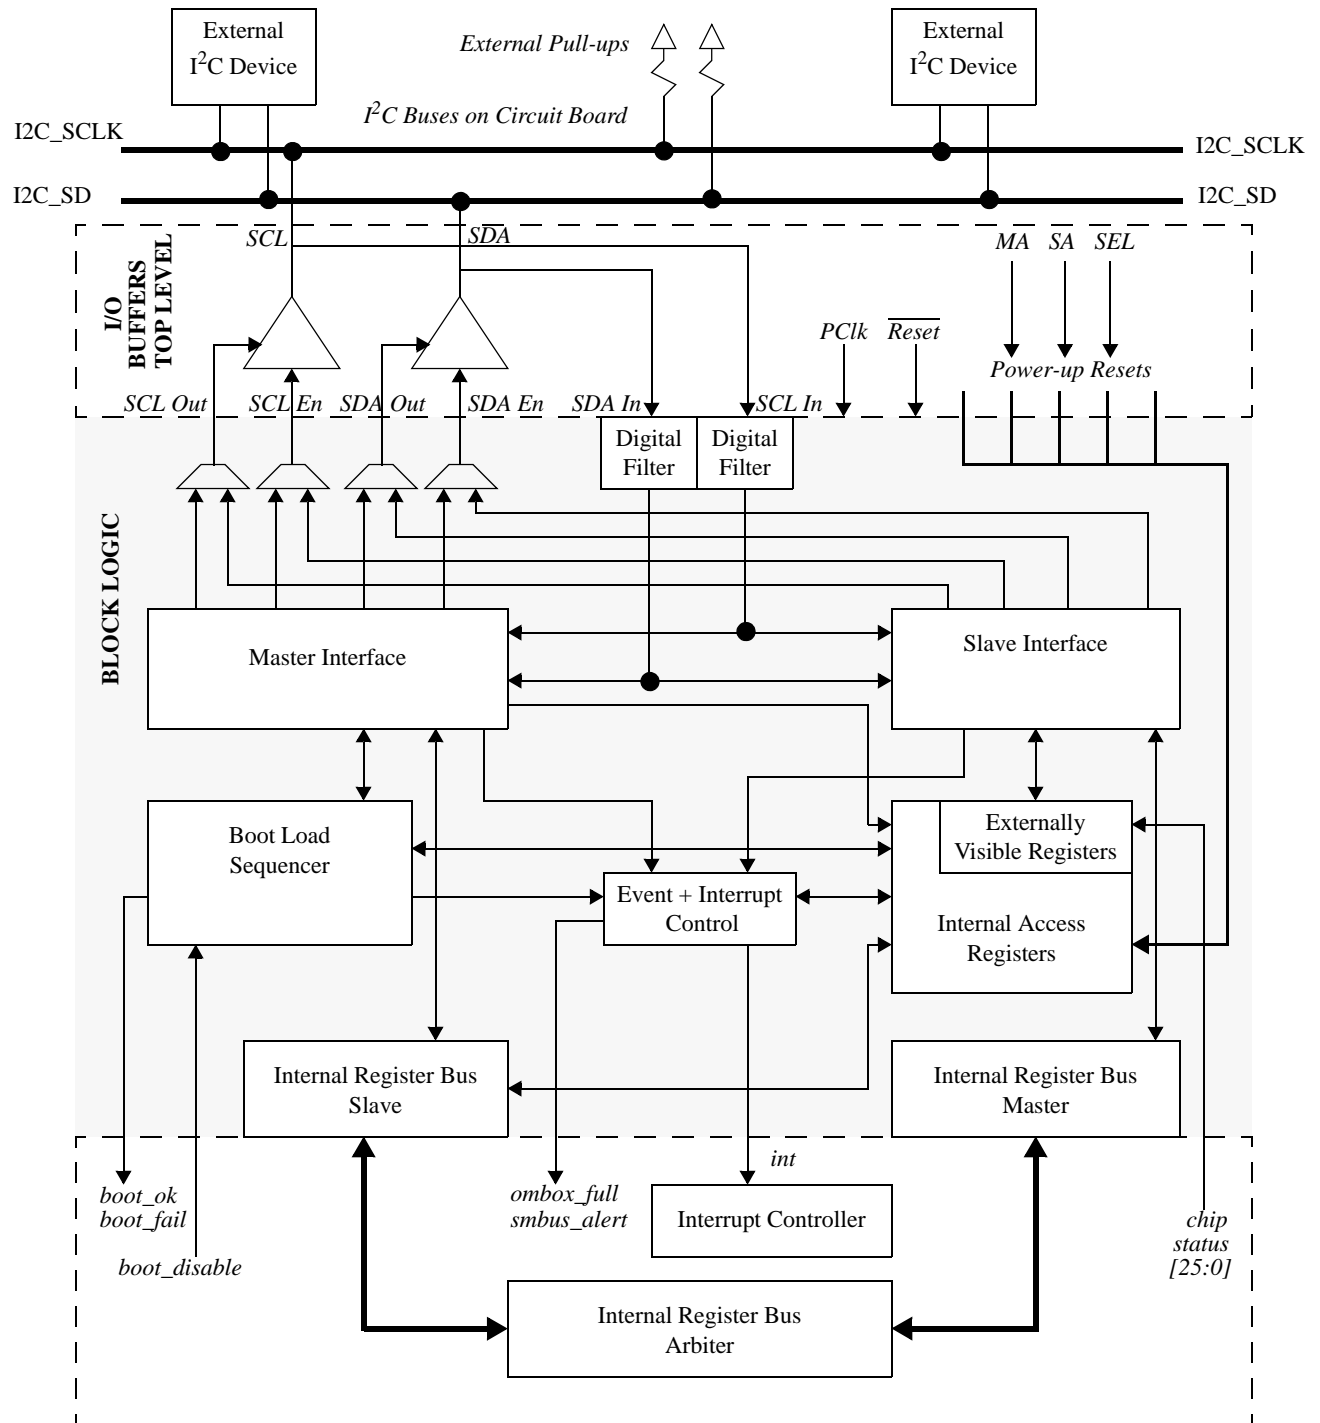 External
I²C Device
External Pull-ups
External
I²C Device
I²C Buses on Circuit Board
I2C_SCLK
I2C_SCLK
I2C_SD
I2C_SD
I/O
BUFFERS
TOP LEVEL
SCL
SDA
MA SA SEL
PClk
Reset
Power-up Resets
SCL Out
SCL En
SDA Out
SDA En
SDA In
SCL In
Digital
Filter
Digital
Filter
BLOCK LOGIC
Master Interface
Slave Interface
Boot Load
Sequencer
Externally
Visible Registers
Event + Interrupt
Control
Internal Access
Registers
Internal Register Bus
Slave
Internal Register Bus
Master
int
boot_ok
boot_fail
boot_disable
ombox_full
smbus_alert
Interrupt Controller
chip
status
[25:0]
Internal Register Bus
Arbiter